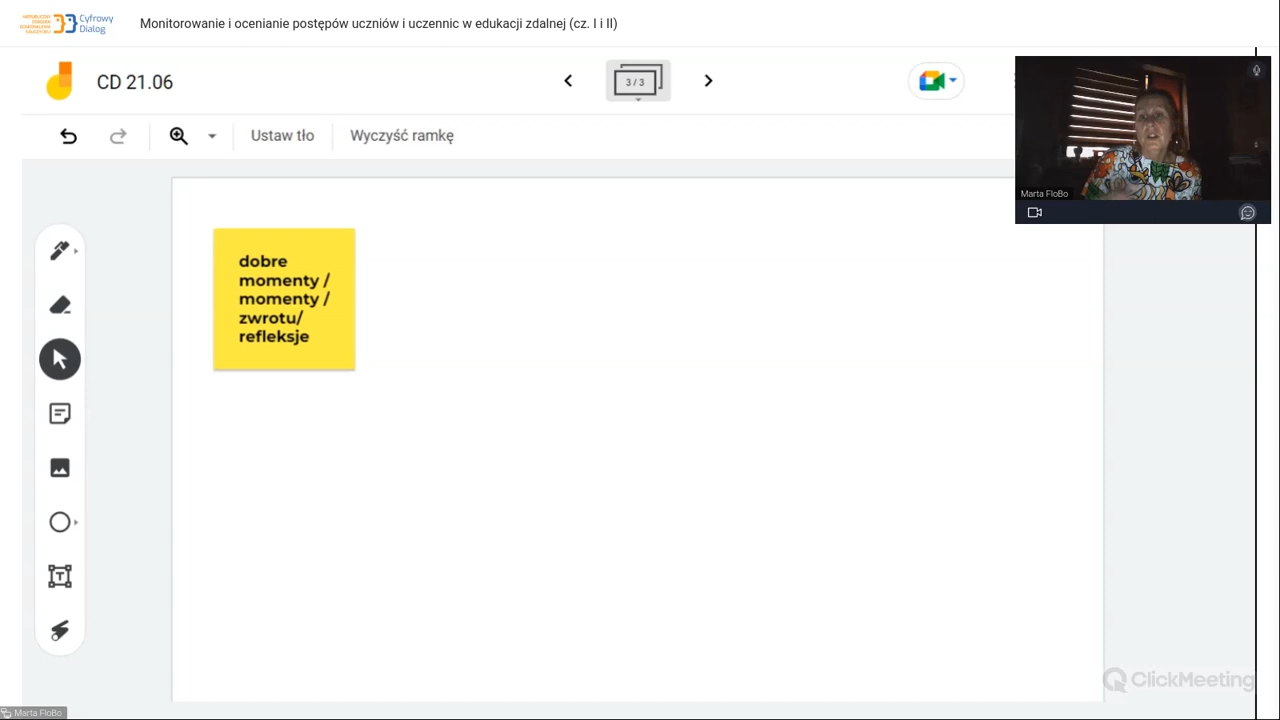 Cyfrowy
Dialog
Monitorowanie i ocenianie postępów uczniów i uczennic w edukacji zdalnej (cz. I i II)
CD 21.06
3 / 3
Ustaw tło
Wyczyść ramkę
dobre
momenty /
momenty /
zwrotu/
refleksje
Marta FloBo
ClickMeeting
Marta FloBo